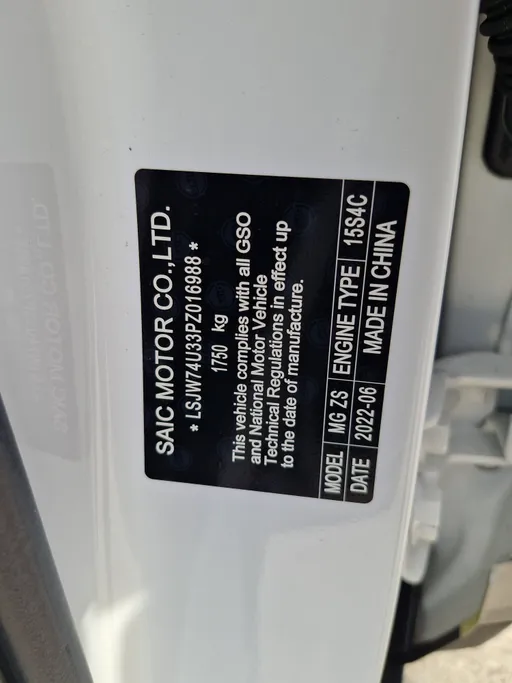 SAIC MOTOR CO.,LTD.
* LSJW74U33PZ016988 *
1750 kg
This vehicle complies with all GSO
and National Motor Vehicle
Technical Regulations in effect up
to the date of manufacture.
MODEL MG ZS ENGINE TYPE 15S4C
DATE 2022-06 MADE IN CHINA